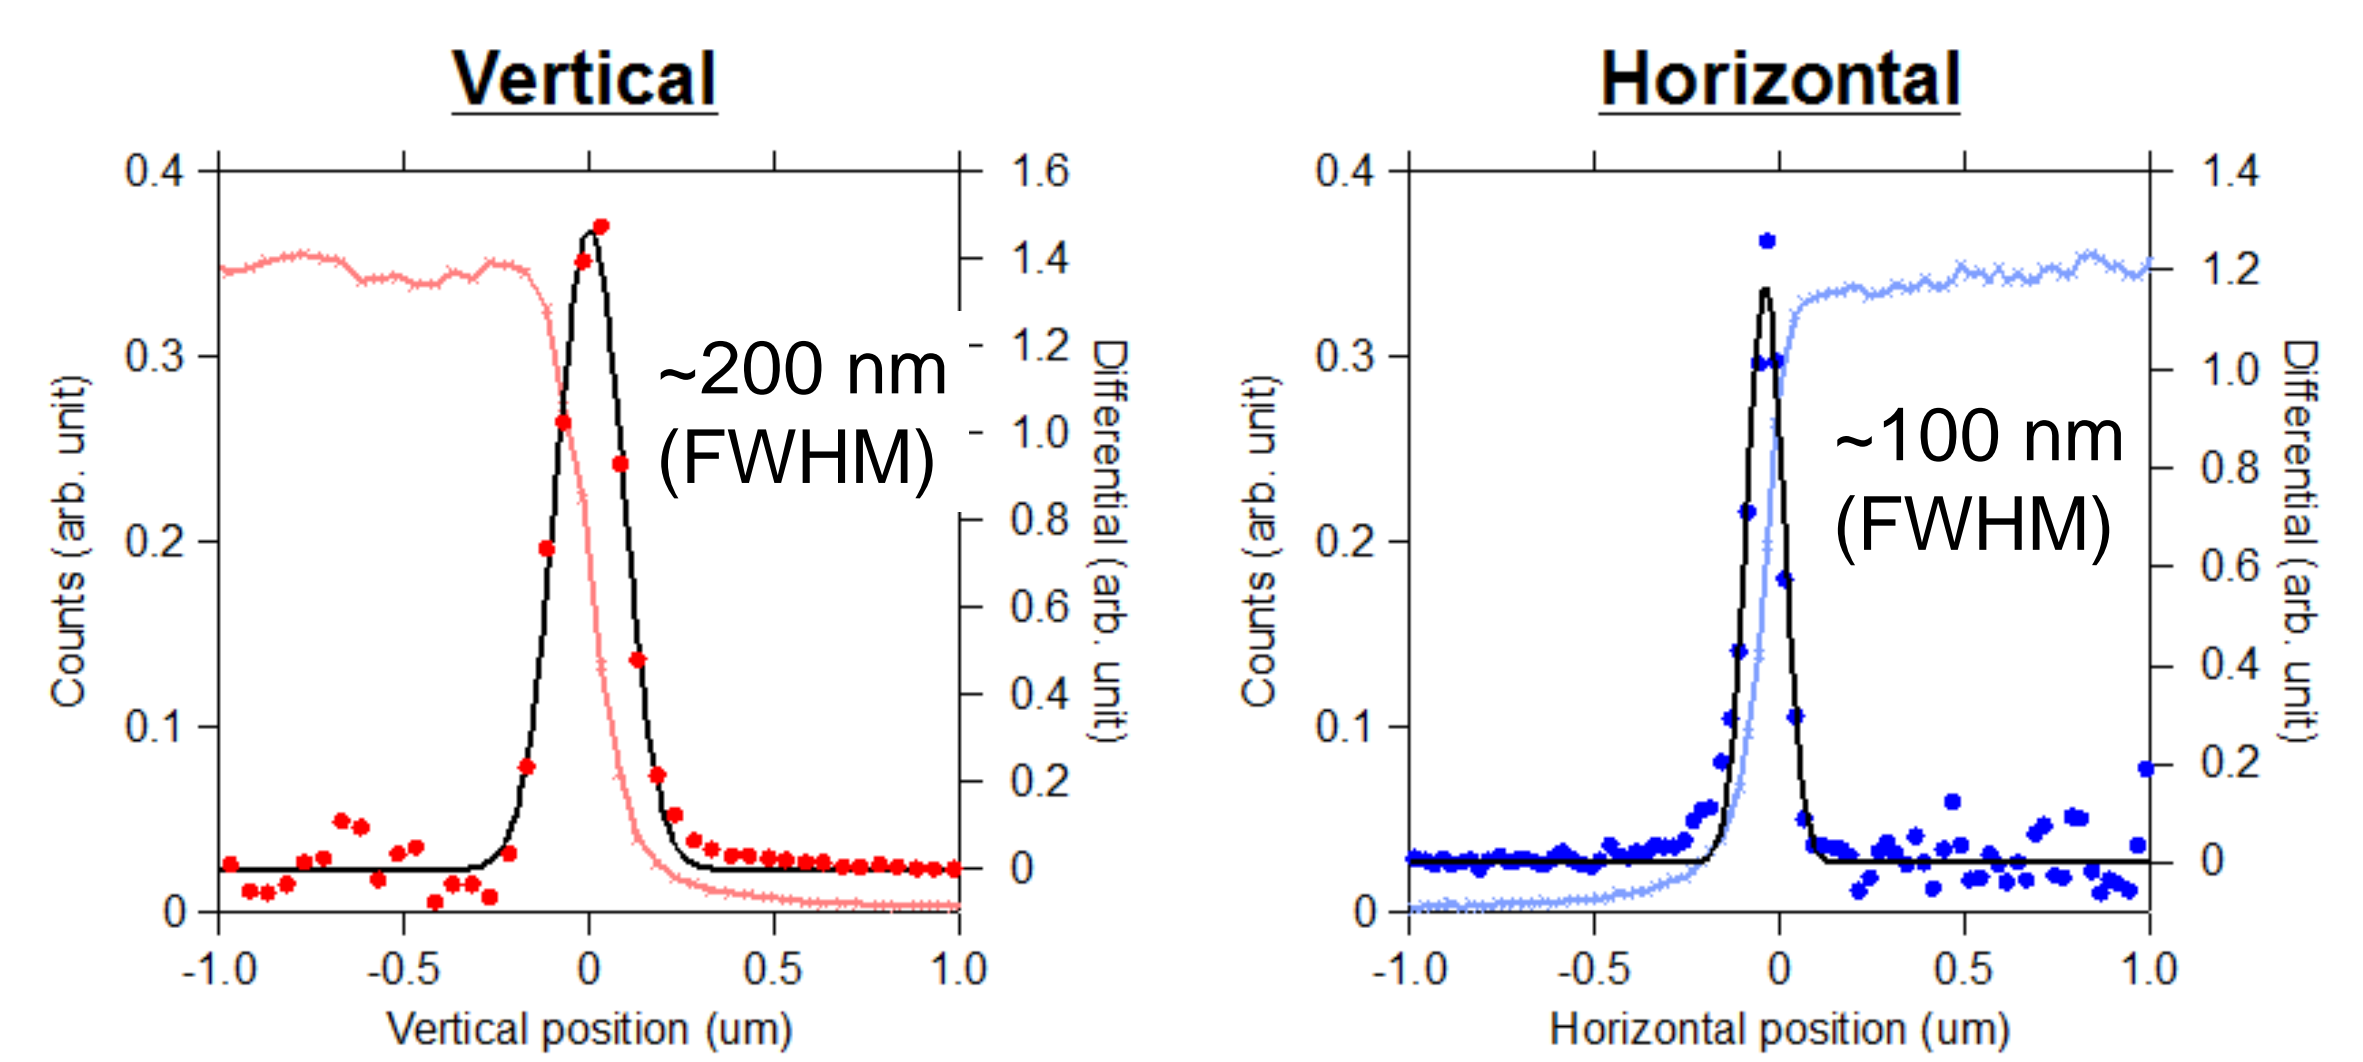 Vertical
0.4
0.3
0.2
0.1
0
Counts (arb. unit)
1.6
1.4
1.2
1.0
0.8
0.6
0.4
0.2
0
Differential (arb. unit)
~200 nm
(FWHM)
-1.0 -0.5 0 0.5 1.0
Vertical position (um)
Horizontal
0.4
0.3
0.2
0.1
0
Counts (arb. unit)
1.4
1.2
1.0
0.8
0.6
0.4
0.2
0
Differential (arb. unit)
~100 nm
(FWHM)
-1.0 -0.5 0 0.5 1.0
Horizontal position (um)